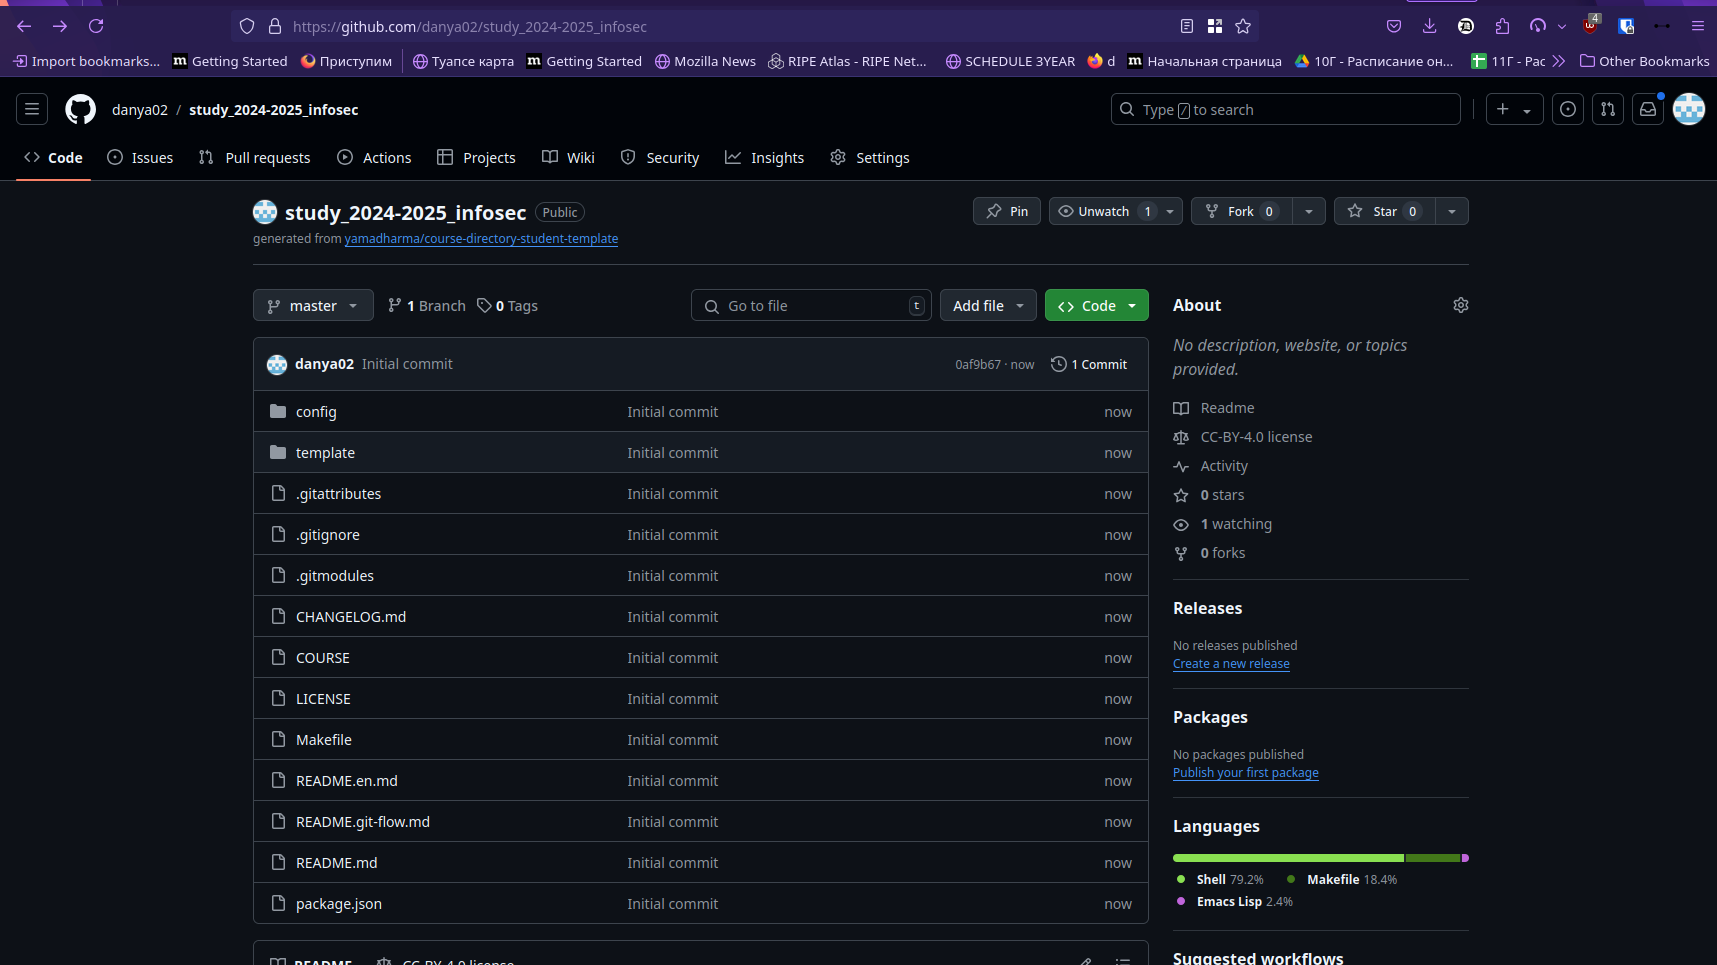 https://github.com/danya02/study_2024-2025_infosec
4
Import bookmarks... Getting Started Приступим Туапсе карта Getting Started Mozilla News RIPE Atlas - RIPE Net... SCHEDULE 3YEAR d Начальная страница 10Г - Расписание он... 11Г - Рас Other Bookmarks
danya02 / study_2024-2025_infosec
Type / to search
Code Issues Pull requests Actions Projects Wiki Security Insights Settings
study_2024-2025_infosec Public
Pin Unwatch 1 Fork 0 Star 0
generated from yamadharma/course-directory-student-template
master 1 Branch 0 Tags Go to file t Add file Code
danya02 Initial commit 0af9b67 · now 1 Commit
config Initial commit now
template Initial commit now
.gitattributes Initial commit now
.gitignore Initial commit now
.gitmodules Initial commit now
CHANGELOG.md Initial commit now
COURSE Initial commit now
LICENSE Initial commit now
Makefile Initial commit now
README.en.md Initial commit now
README.git-flow.md Initial commit now
README.md Initial commit now
package.json Initial commit now
README CC-BY-4.0 license
About
No description, website, or topics
provided.
Readme
CC-BY-4.0 license
Activity
0 stars
1 watching
0 forks
Releases
No releases published
Create a new release
Packages
No packages published
Publish your first package
Languages
Shell 79.2% Makefile 18.4%
Emacs Lisp 2.4%
Suggested workflows